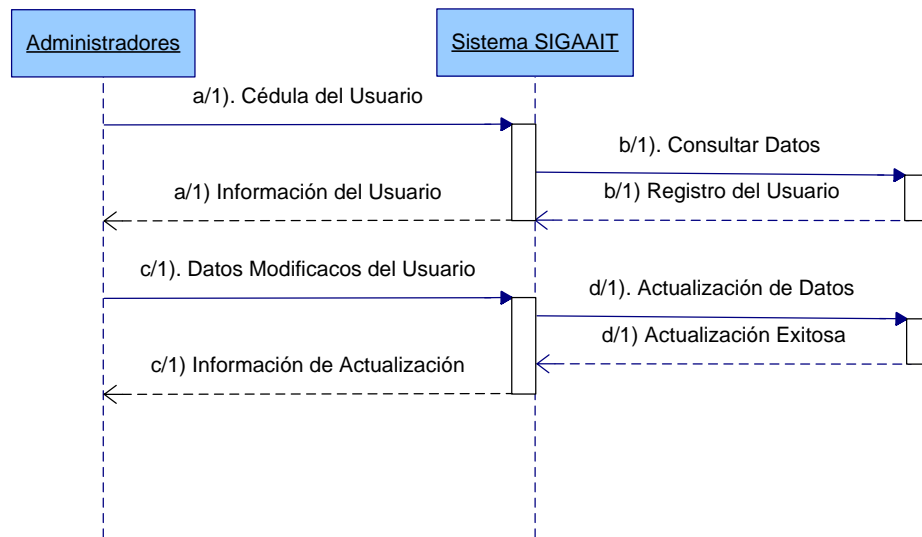 Administradores
Sistema SIGAAIT
a/1). Cédula del Usuario
b/1). Consultar Datos
a/1) Información del Usuario
b/1) Registro del Usuario
c/1). Datos Modificacos del Usuario
d/1). Actualización de Datos
d/1) Actualización Exitosa
c/1) Información de Actualización